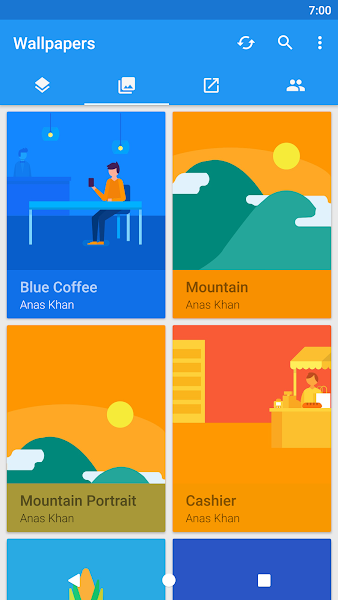 7:00
Wallpapers
Blue Coffee
Anas Khan
Mountain
Anas Khan
Mountain Portrait
Anas Khan
Cashier
Anas Khan